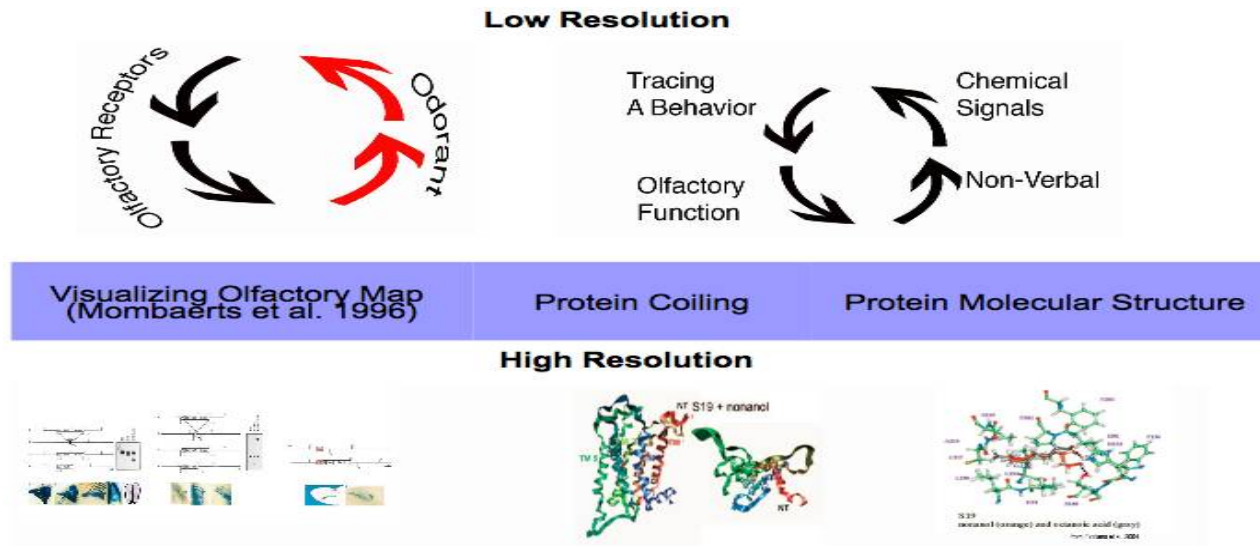 Low Resolution
Olfactory Receptors
Odorant
Tracing
A Behavior
Chemical
Signals
Olfactory
Function
Non-Verbal
Visualizing Olfactory Map
(Mombaerts et al. 1996)
Protein Coiling
Protein Molecular Structure
High Resolution
NT S19 + nonanol
TM 5
NT
S19
nonanol (orange) and octanoic acid (gray)